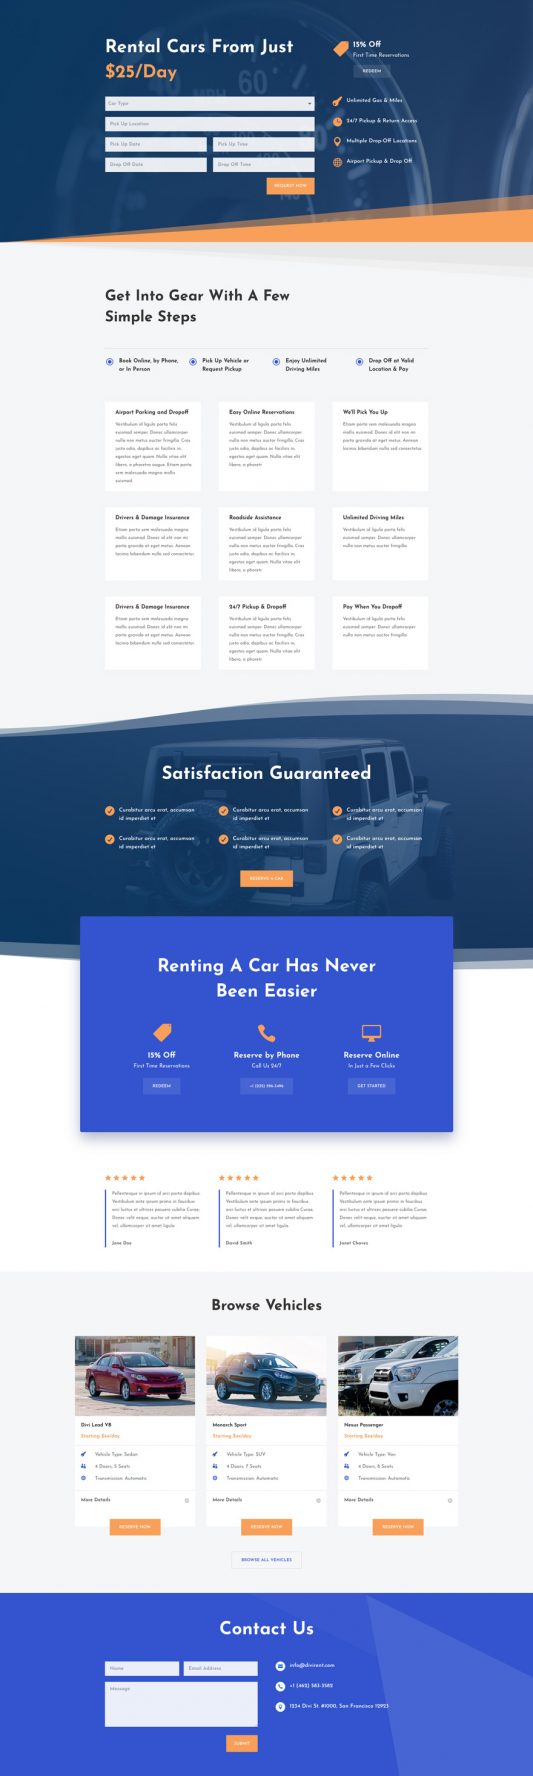 Rental Cars From Just
$25/Day
Car Type
Pick Up Location
Pick Up Date
Pick Up Time
Drop Off Date
Drop Off Time
REQUEST NOW
15% Off
First Time Reservations
REDEEM
Unlimited Gas & Miles
24/7 Pickup & Return Access
Multiple Drop-Off Locations
Airport Pickup & Drop Off
60
Get Into Gear With A Few
Simple Steps
Book Online, by Phone,
or In Person
Pick Up Vehicle or
Request Pickup
Enjoy Unlimited
Driving Miles
Drop Off at Valid
Location & Pay
Airport Parking and Dropoff
Vestibulum id ligula porta felis
euismod semper. Donec ullamcorper
nulla non metus auctor fringilla. Cras
justo odio, dapibus ac facilisis in,
egestas eget quam. Nulla vitae elit
libero, a pharetra augue. Etiam porta
sem malesuada magna mollis
euismod.
Easy Online Reservations
Vestibulum id ligula porta felis
euismod semper. Donec ullamcorper
nulla non metus auctor fringilla. Cras
justo odio, dapibus ac facilisis in,
egestas eget quam. Nulla vitae elit
libero, a pharetr
We'll Pick You Up
Etiam porta sem malesuada magna
mollis euismod. Donec id elit non mi
porta gravida at eget metus. Aenean
lacinia bibendum nulla sed consectetur.
Drivers & Damage Insurance
Etiam porta sem malesuada magna
mollis euismod. Donec id elit non mi
porta gravida at eget metus. Aenean
lacinia bibendum nulla sed consectetur.
Roadside Assistance
Vestibulum id ligula porta felis
euismod semper. Donec ullamcorper
nulla non metus auctor fringilla. Cras
justo odio, dapibus ac facilisis in,
egestas eget quam. Nulla vitae elit
libero, a pharetr
Unlimited Driving Miles
Vestibulum id ligula porta felis
euismod semper. Donec ullamcorper
nulla non metus auctor fringilla.
Drivers & Damage Insurance
Etiam porta sem malesuada magna
mollis euismod. Donec id elit non mi
porta gravida at eget metus. Aenean
lacinia bibendum nulla sed consectetur.
24/7 Pickup & Dropoff
Vestibulum id ligula porta felis
euismod semper. Donec ullamcorper
nulla non metus auctor fringilla. Cras
justo odio, dapibus ac facilisis in,
egestas eget quam. Nulla vitae elit
libero, a pharetr
Pay When You Dropoff
Vestibulum id ligula porta felis
euismod semper. Donec ullamcorper
nulla non metus auctor fringilla.
Satisfaction Guaranteed
Curabitur arcu erat, accumsan
id imperdiet et
Curabitur arcu erat, accumsan
id imperdiet et
Curabitur arcu erat, accumsan
id imperdiet et
Curabitur arcu erat, accumsan
id imperdiet et
Curabitur arcu erat, accumsan
id imperdiet et
Curabitur arcu erat, accumsan
id imperdiet et
RESERVE A CAR
Renting A Car Has Never
Been Easier
15% Off
First Time Reservations
REDEEM
Reserve by Phone
Call Us 24/7
Reserve Online
In Just a Few Clicks
GET STARTED
Pellentesque in ipsum id orci porta dapibus.
Vestibulum ante ipsum primis in faucibus
orci luctus et ultrices posuere cubilia Curae;
Donec velit neque, auctor sit amet aliquam
vel, ullamcorper sit amet ligula.
Jane Doe
Pellentesque in ipsum id orci porta dapibus.
Vestibulum ante ipsum primis in faucibus
orci luctus et ultrices posuere cubilia Curae;
Donec velit neque, auctor sit amet aliquam
vel, ullamcorper sit amet ligula.
David Smith
Pellentesque in ipsum id orci porta dapibus.
Vestibulum ante ipsum primis in faucibus
orci luctus et ultrices posuere cubilia Curae;
Donec velit neque, auctor sit amet aliquam
vel, ullamcorper sit amet ligula.
Janet Chavez
Browse Vehicles
Divi Lead V8
Vehicle Type: Sedan
4 Doors, 5 Seats
Transmission: Automatic
More Details
RESERVE NOW
Monarch Sport
Vehicle Type: SUV
4 Doors, 7 Seats
Transmission: Automatic
More Details
RESERVE NOW
Nexus Passenger
Vehicle Type: Van
4 Doors, 8 Seats
Transmission: Automatic
More Details
RESERVE NOW
BROWSE ALL VEHICLES
Contact Us
Name
Email Address
Message
SUBMIT
info@divirent.com
+1 (462) 583-3582
1234 Divi St. #1000, San Francisco 12923